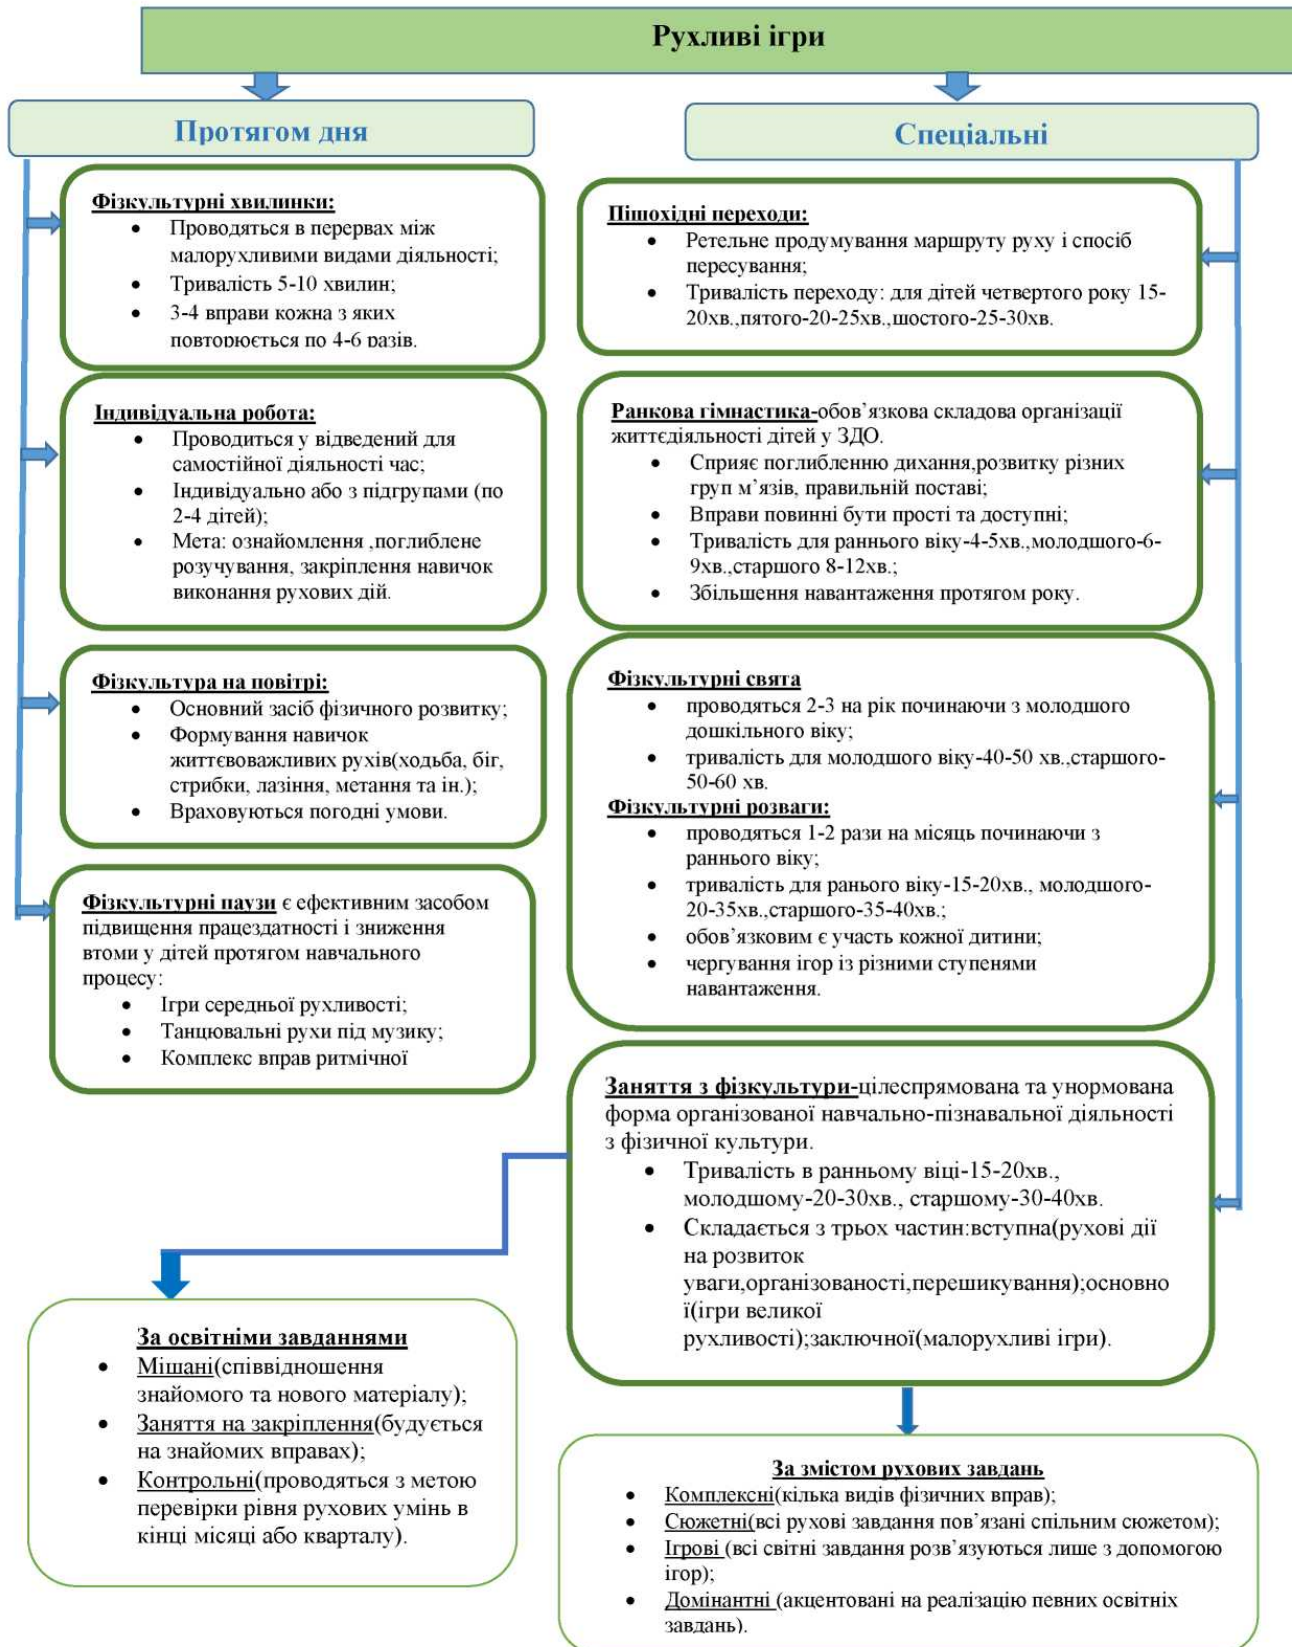 Рухливі ігри
Протягом дня
Фізкультурні хвилинки:
• Проводяться в перервах між
малорухливими видами діяльності;
• Тривалість 5-10 хвилин;
• 3-4 вправи кожна з яких
повторюється по 4-6 разів.
Індивідуальна робота:
• Проводиться у відведений для
самостійної діяльності час;
• Індивідуально або з підгрупами (по
2-4 дітей);
• Мета: ознайомлення ,поглиблене
розучування, закріплення навичок
виконання рухових дій.
Фізкультура на повітрі:
• Основний засіб фізичного розвитку;
• Формування навичок
життєвоважливих рухів(ходьба, біг,
стрибки, лазіння, метання та ін.);
• Враховуються погодні умови.
Фізкультурні паузи є ефективним засобом
підвищення працездатності і зниження
втоми у дітей протягом навчального
процесу:
• Ігри середньої рухливості;
• Танцювальні рухи під музику;
• Комплекс вправ ритмічної
Спеціальні
Пішохідні переходи:
• Ретельне продумування маршруту руху і спосіб
пересування;
• Тривалість переходу: для дітей четвертого року 15-
20хв.,пятого-20-25хв.,шостого-25-30хв.
Ранкова гімнастика-обов’язкова складова організації
життєдіяльності дітей у ЗДО.
• Сприяє поглибленню дихання,розвитку різних
груп м’язів, правильній поставі;
• Вправи повинні бути прості та доступні;
• Тривалість для раннього віку-4-5хв.,молодшого-6-
9хв.,старшого 8-12хв.;
• Збільшення навантаження протягом року.
Фізкультурні свята
• проводяться 2-3 на рік починаючи з молодшого
дошкільного віку;
• тривалість для молодшого віку-40-50 хв.,старшого-
50-60 хв.
Фізкультурні розваги:
• проводяться 1-2 рази на місяць починаючи з
раннього віку;
• тривалість для ранього віку-15-20хв., молодшого-
20-35хв.,старшого-35-40хв.;
• обов’язковим є участь кожної дитини;
• чергування ігор із різними ступенями
навантаження.
Заняття з фізкультури-цілеспрямована та унормована
форма організованої навчально-пізнавальної діяльності
з фізичної культури.
• Тривалість в ранньому віці-15-20хв.,
молодшому-20-30хв., старшому-30-40хв.
• Складається з трьох частин:вступна(рухові дії
на розвиток
уваги,організованості,перешикування);основно
ї(ігри великої
рухливості);заключної(малорухливі ігри).
За освітніми завданнями
• Мішані(співвідношення
знайомого та нового матеріалу);
• Заняття на закріплення(будується
на знайомих вправах);
• Контрольні(проводяться з метою
перевірки рівня рухових умінь в
кінці місяці або кварталу).
За змістом рухових завдань
• Комплексні(кілька видів фізичних вправ);
• Сюжетні(всі рухові завдання пов’язані спільним сюжетом);
• Ігрові (всі світні завдання розв’язуються лише з допомогою
ігор);
• Домінантні (акцентовані на реалізацію певних освітніх
завдань).